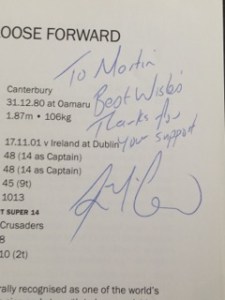 OOSE FORWARD
To Martin
Best Wishes
Thanks for
your support
Canterbury
31.12.80 at Oamaru
1.87m • 106kg
17.11.01 v Ireland at Dublin
48 (14 as Captain)
48 (14 as Captain)
45 (9t)
1013
T SUPER 14
Crusaders
8
10 (2t)
rally recognised as one of the world's